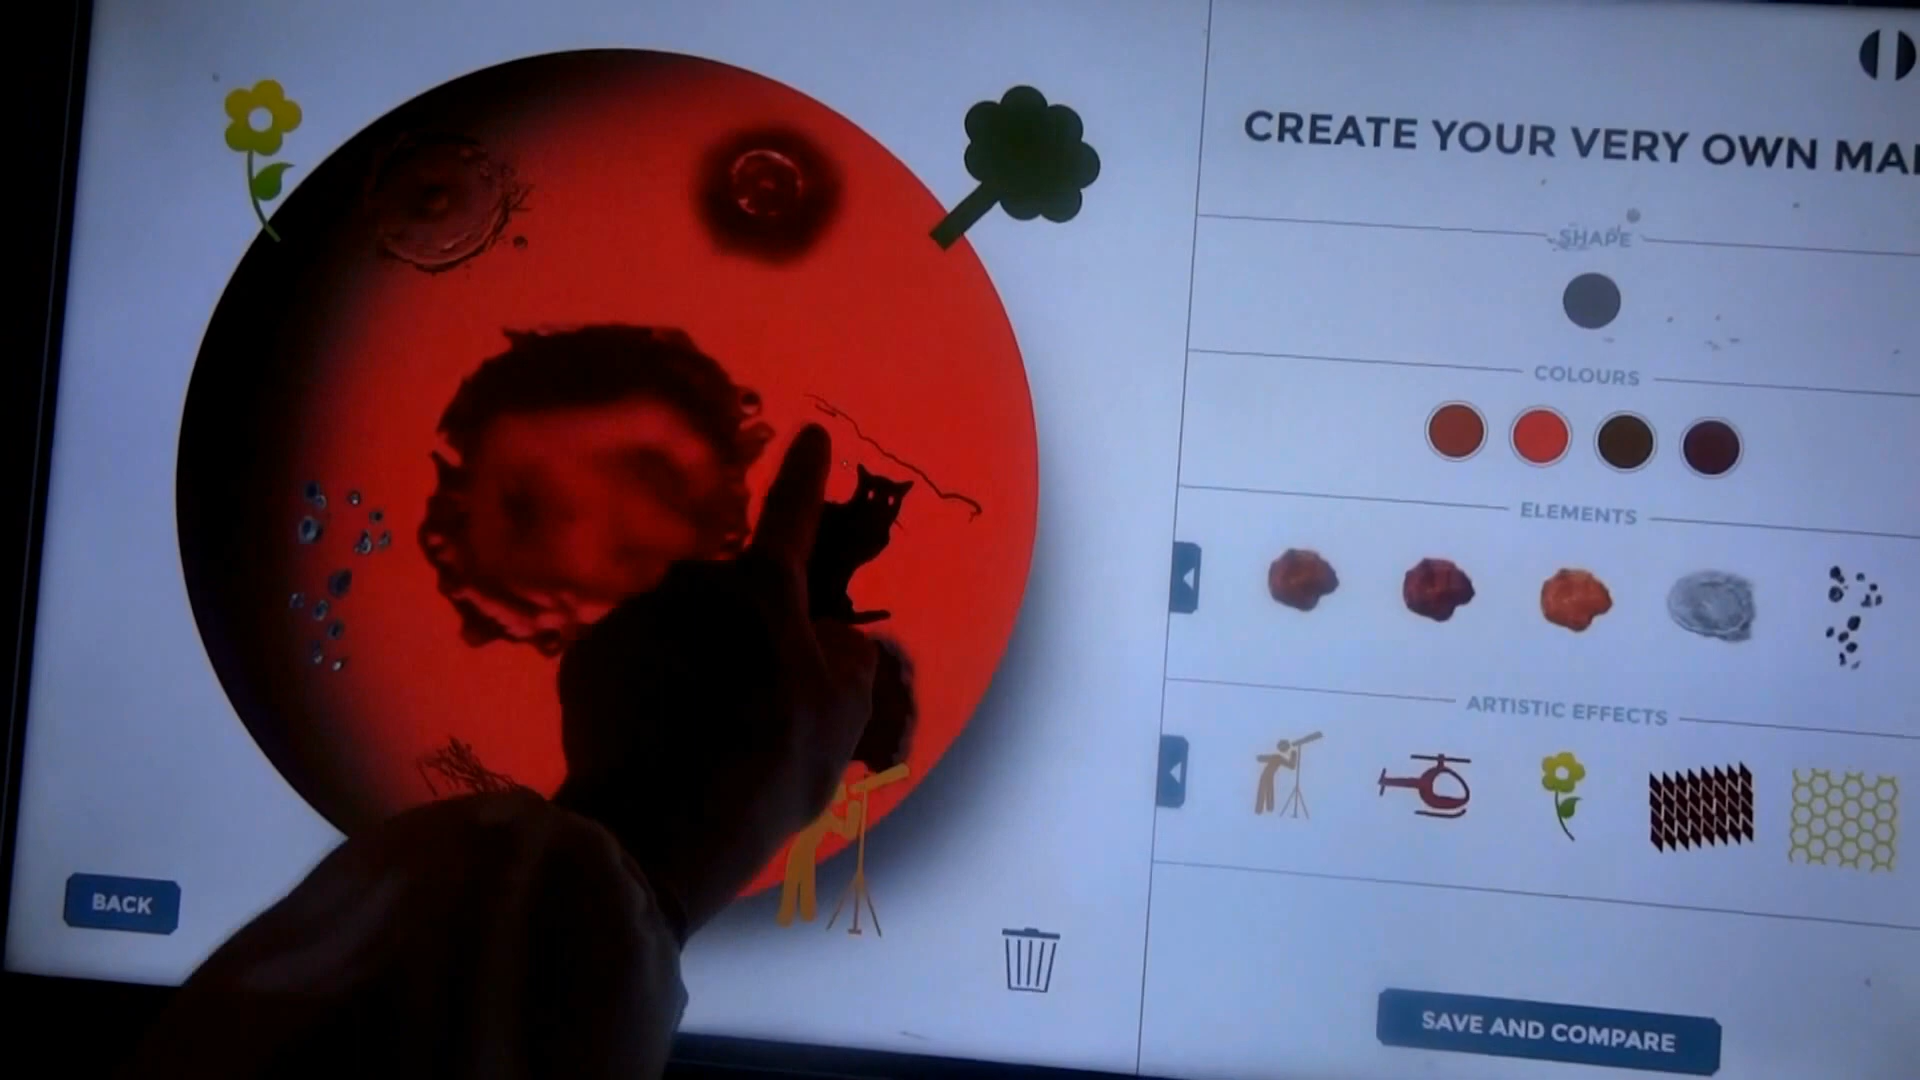 CREATE YOUR VERY OWN MA
SHAPE
COLOURS
ELEMENTS
ARTISTIC EFFECTS
BACK
SAVE AND COMPARE